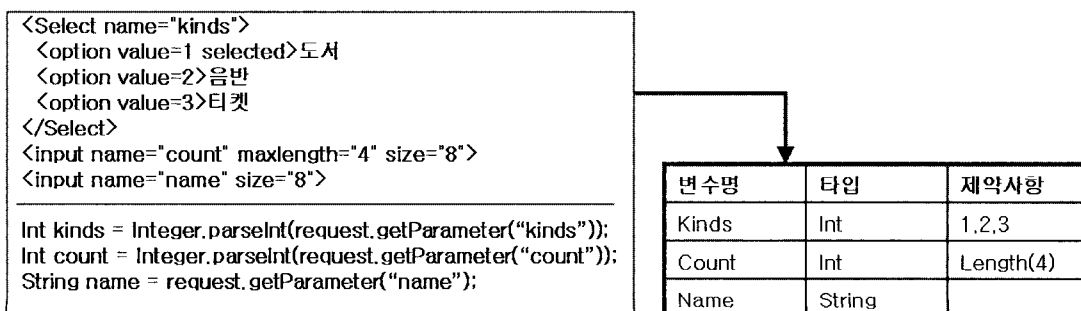 <Select name="kinds">
<option value=1 selected>도서
<option value=2>음반
<option value=3>티켓
</Select>
<input name="count" maxlength="4" size="8">
<input name="name" size="8">
Int kinds = Integer.parseInt(request.getParameter("kinds"));
Int count = Integer.parseInt(request.getParameter("count"));
String name = request.getParameter("name");
변수명 타입 제약사항
Kinds Int 1,2,3
Count Int Length(4)
Name String